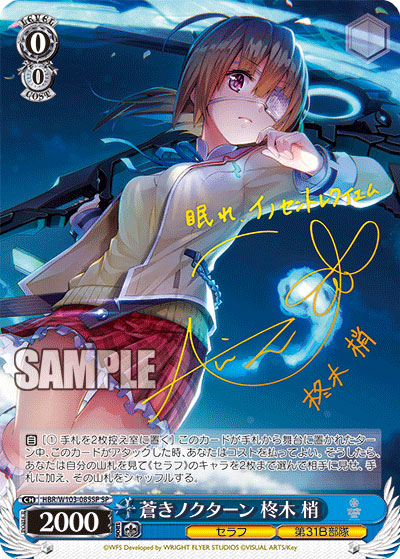 LEVEL
0
0
COST
眠れ、イノセントレクイエム
柊木 梢
SAMPLE
CH HBR/W103-085SP SP
自 [① 手札を2枚控え室に置く] このカードが手札から舞台に置かれたターン
中、このカードがアタックした時、あなたはコストを払ってよい。そうしたら、
あなたは自分の山札を見て《セラフ》のキャラを2枚まで選んで相手に見せ、手
札に加え、その山札をシャッフルする。
2000
蒼きノクターン 柊木 梢
セラフ
第31B部隊
©WFS Developed by WRIGHT FLYER STUDIOS ©VISUAL ARTS/Key